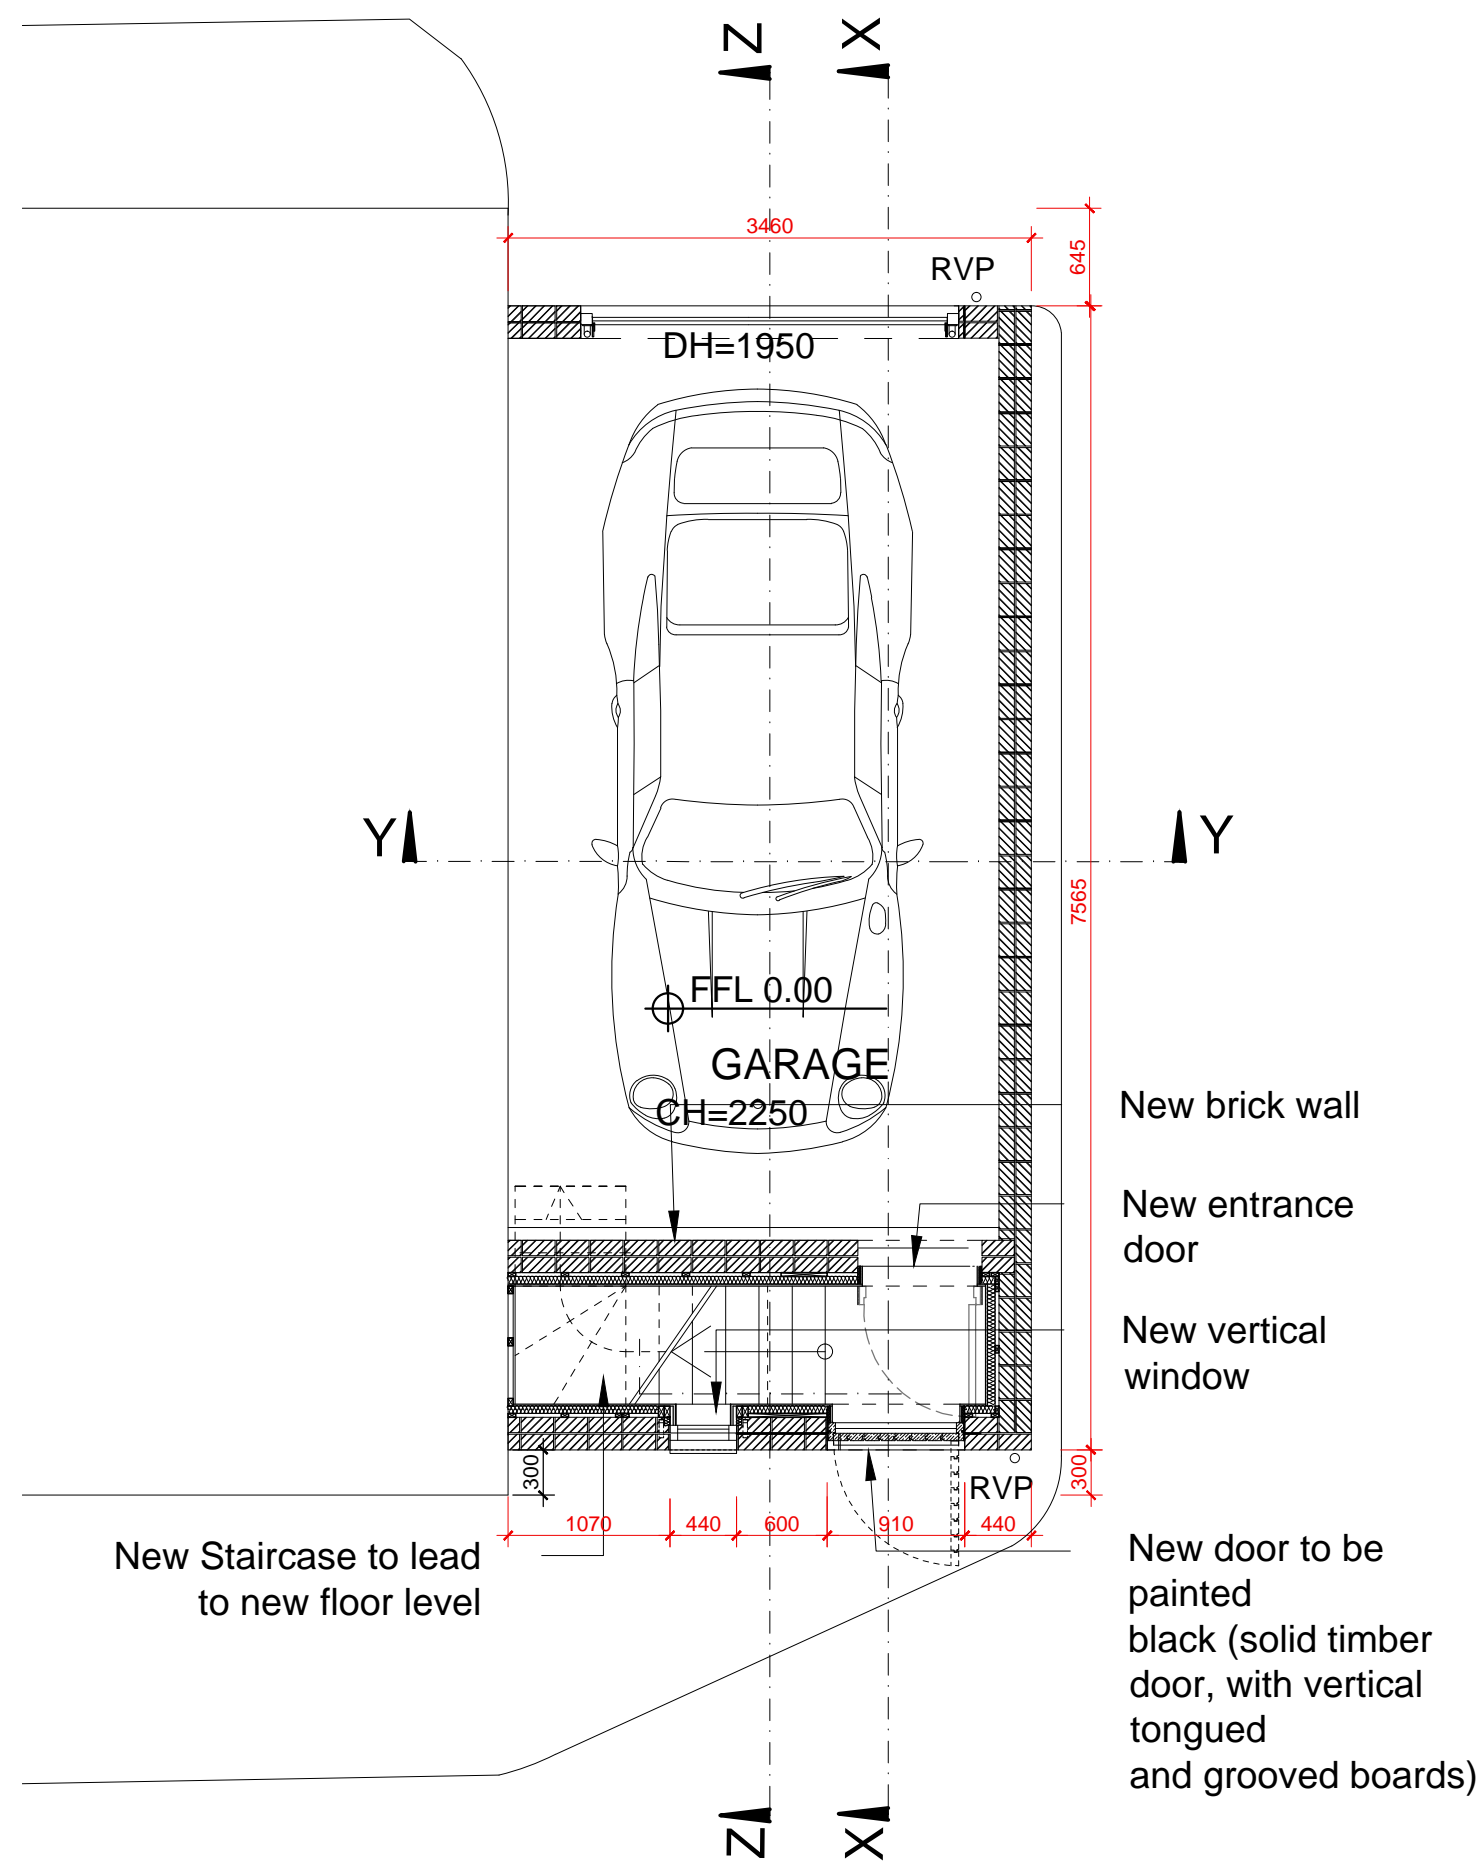 Z
X
3460
645
RVP
DH=1950
Y
Y
7565
FFL 0.00
GARAGE
CH=2250
New brick wall
New entrance
door
New vertical
window
300
RVP
300
1070
440
600
910
440
New Staircase to lead
to new floor level
New door to be
painted
black (solid timber
door, with vertical
tongued
and grooved boards)
Z
X